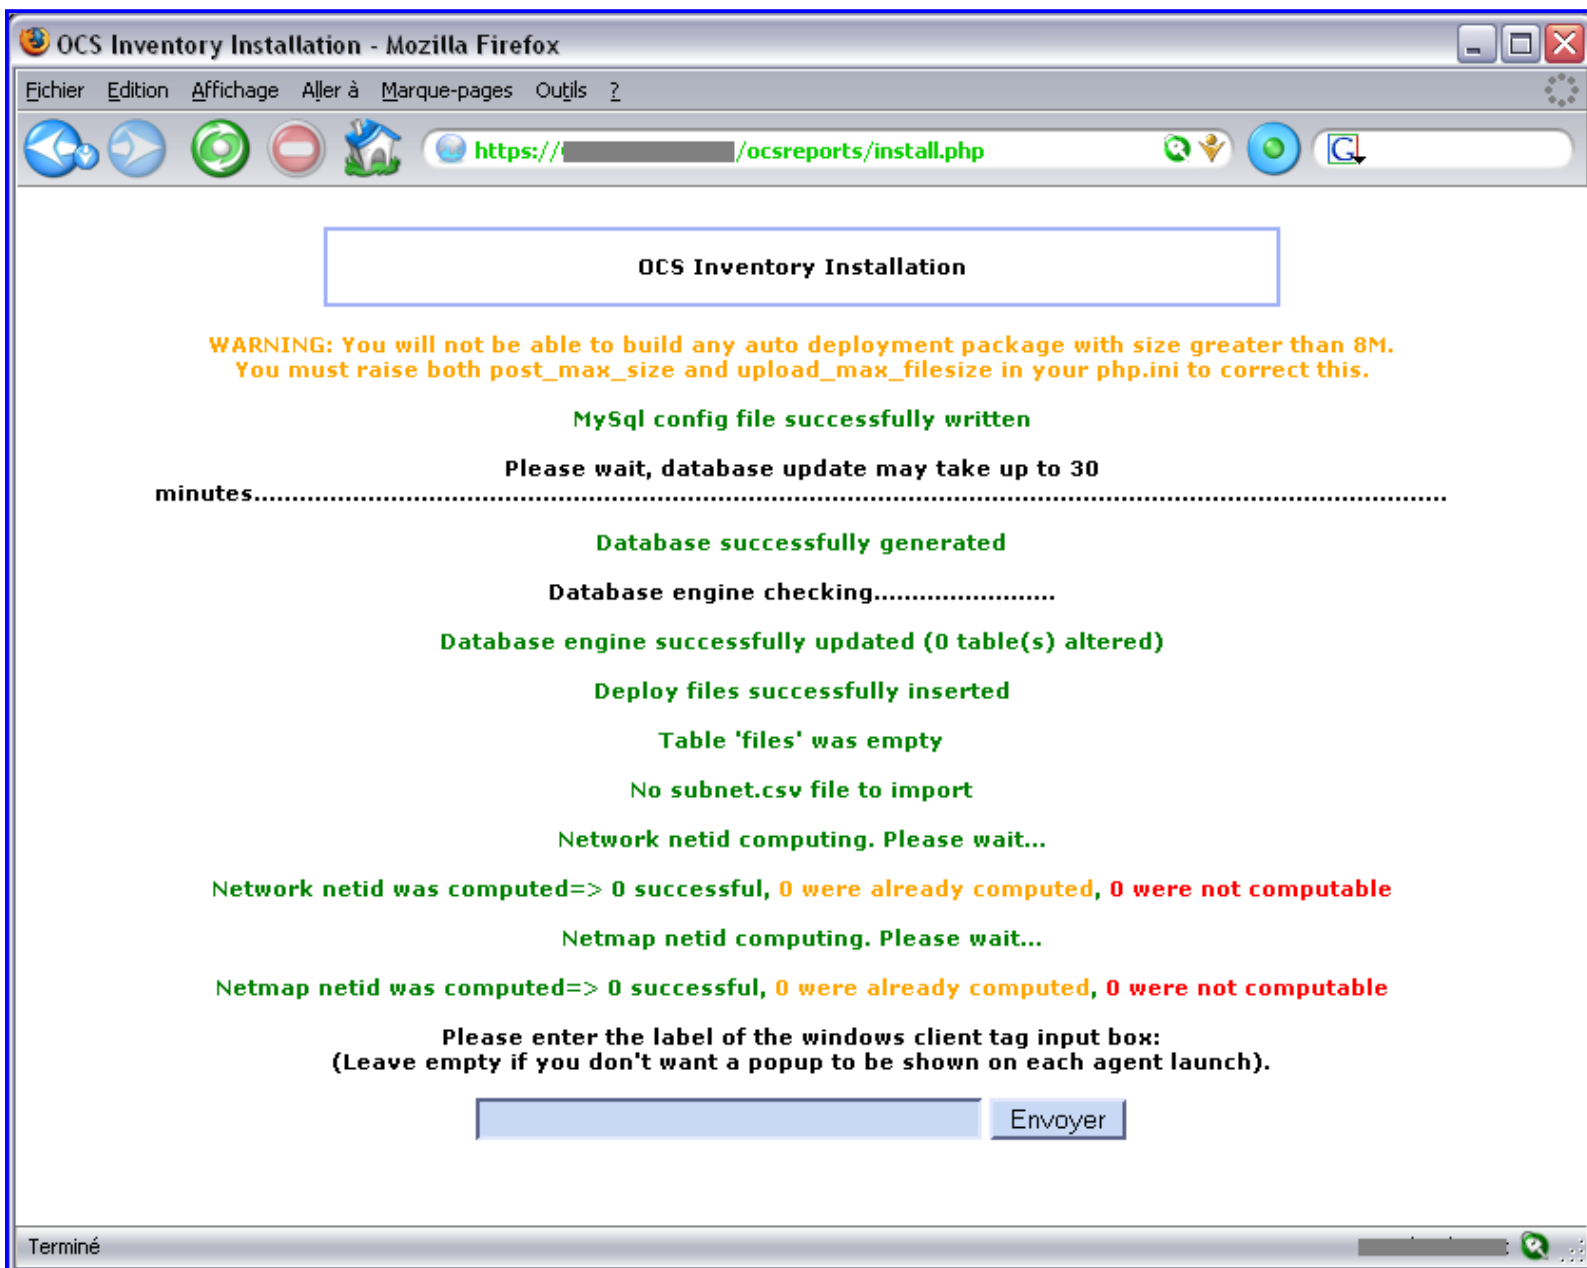 OCS Inventory Installation - Mozilla Firefox
Fichier Edition Affichage Aller à Marque-pages Outils ?
https:// /ocsreports/install.php
OCS Inventory Installation
WARNING: You will not be able to build any auto deployment package with size greater than 8M.
You must raise both post_max_size and upload_max_filesize in your php.ini to correct this.
MySql config file successfully written
Please wait, database update may take up to 30
minutes................................................................................................................................................................
Database successfully generated
Database engine checking........................
Database engine successfully updated (0 table(s) altered)
Deploy files successfully inserted
Table 'files' was empty
No subnet.csv file to import
Network netid computing. Please wait...
Network netid was computed=> 0 successful, 0 were already computed, 0 were not computable
Netmap netid computing. Please wait...
Netmap netid was computed=> 0 successful, 0 were already computed, 0 were not computable
Please enter the label of the windows client tag input box:
(Leave empty if you don't want a popup to be shown on each agent launch).
Envoyer
Terminé